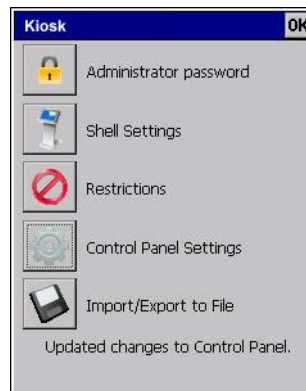 Kiosk OK
Administrator password
Shell Settings
Restrictions
Control Panel Settings
Import/Export to File
Updated changes to Control Panel.